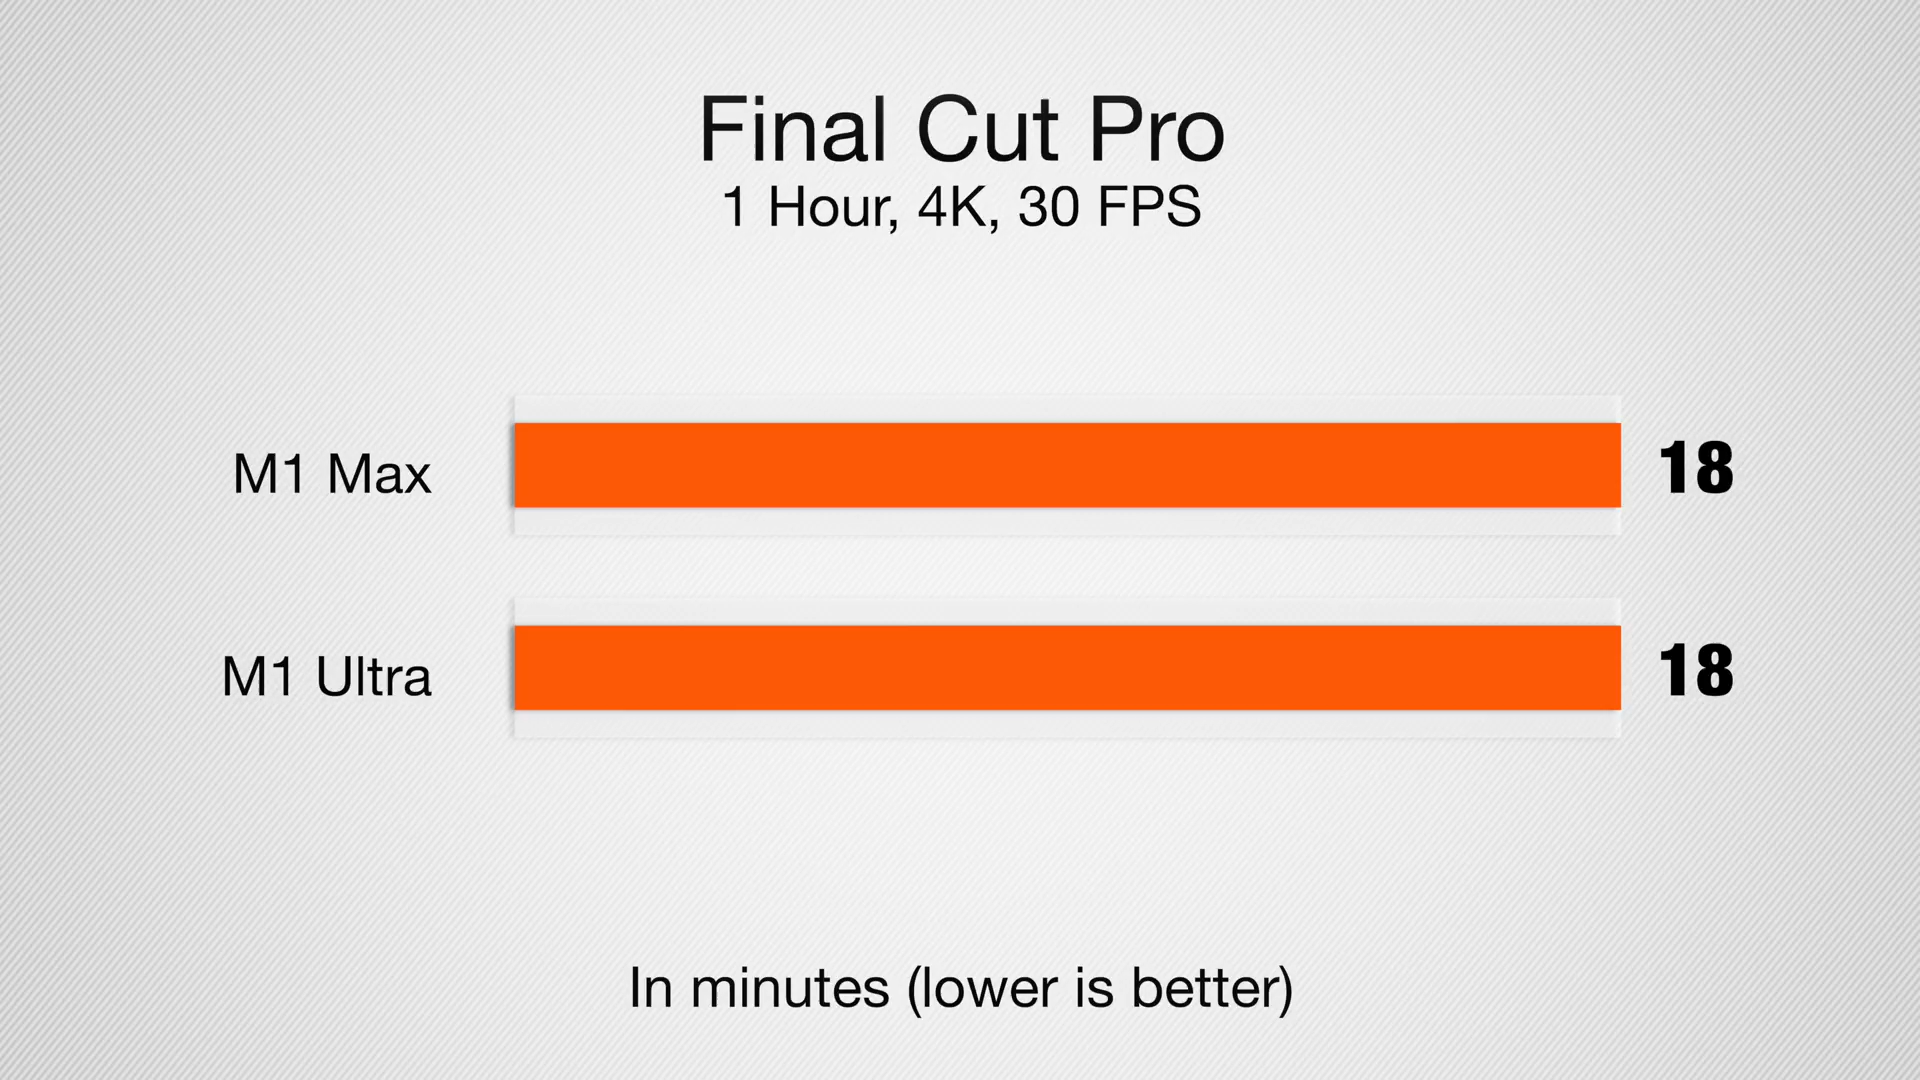 Final Cut Pro
1 Hour, 4K, 30 FPS
M1 Max 18
M1 Ultra 18
In minutes (lower is better)